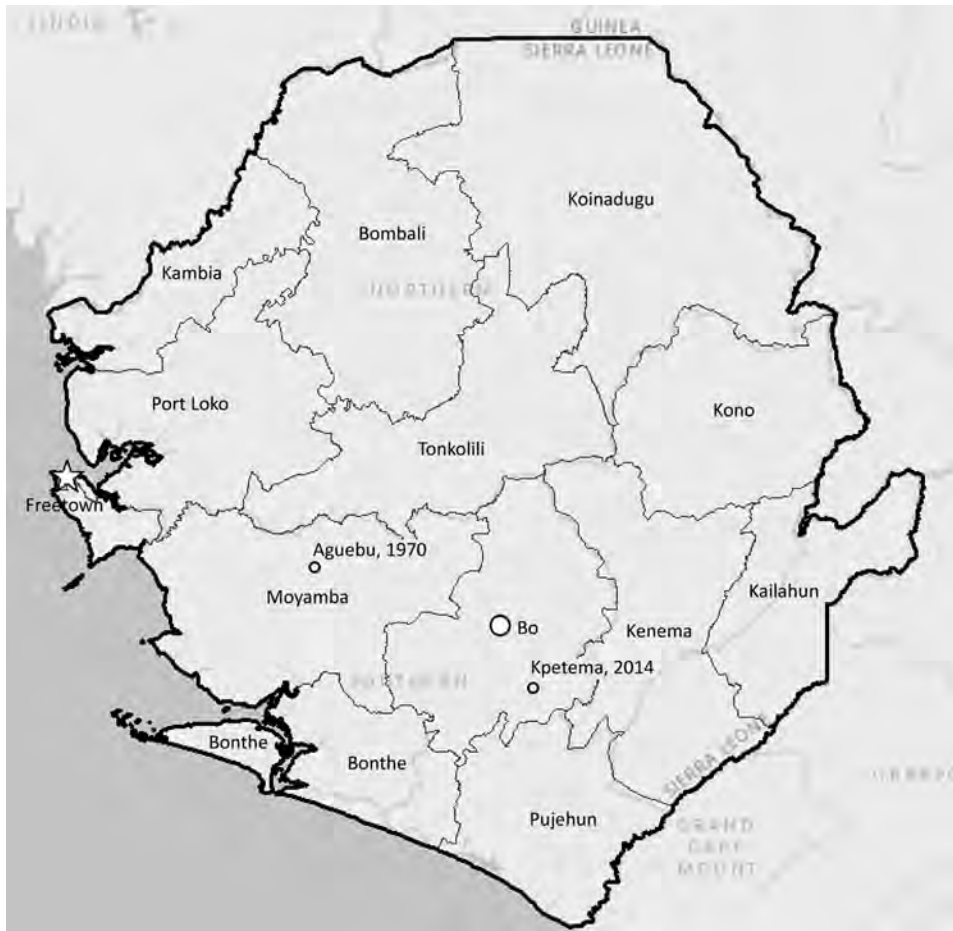 GUINEA
SIERRA LEONE
Koinadugu
Bombali
Kambia
NORTHERN
Port Loko
Kono
Tonkolili
Freetown
Aguebu, 1970
Moyamba
Kailahun
Bo
Kenema
Kpetema, 2014
Bonthe
Bonthe
SIERRA LEONE
Pujehun
GRAND
CAPE
MOUNT